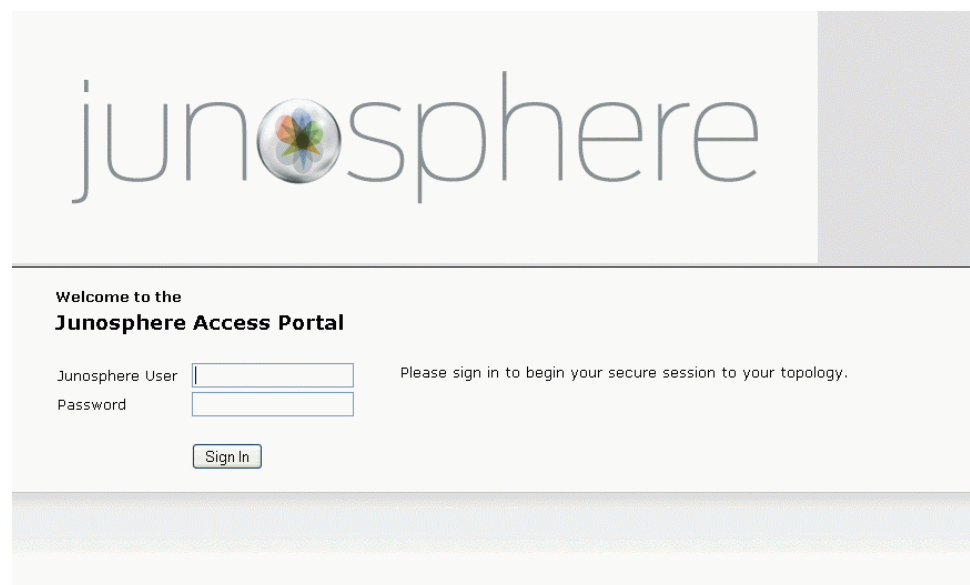 junosphere
Welcome to the
Junosphere Access Portal
Junosphere User
Please sign in to begin your secure session to your topology.
Password
Sign In